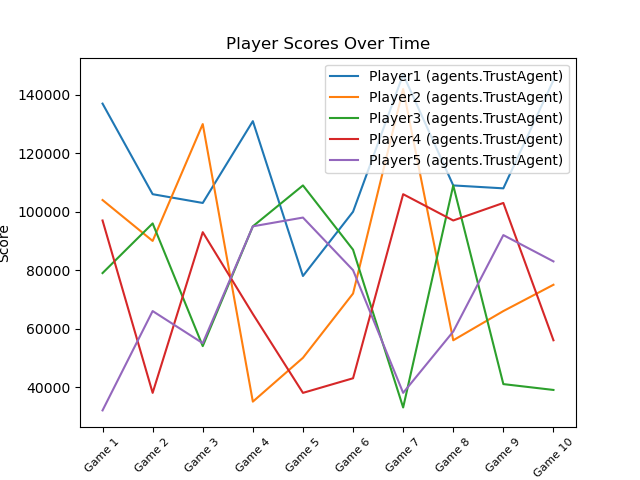 Player Scores Over Time
Player1 (agents.TrustAgent)
Player2 (agents.TrustAgent)
Player3 (agents.TrustAgent)
Player4 (agents.TrustAgent)
Player5 (agents.TrustAgent)
140000
120000
100000
80000
60000
40000
Score
Game 1
Game 2
Game 3
Game 4
Game 5
Game 6
Game 7
Game 8
Game 9
Game 10